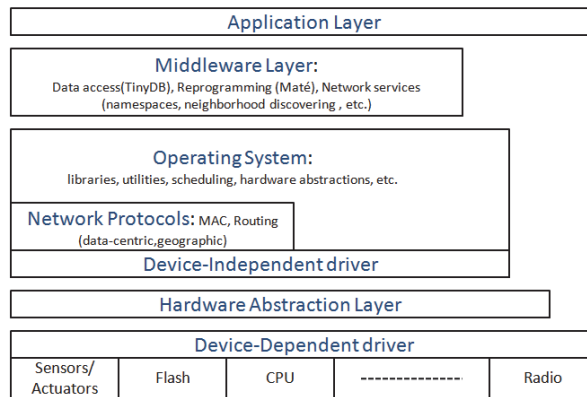 Application Layer
Middleware Layer:
Data access(TinyDB), Reprogramming (Maté), Network services
(namespaces, neighborhood discovering , etc.)
Operating System:
libraries, utilities, scheduling, hardware abstractions, etc.
Network Protocols: MAC, Routing
(data-centric,geographic)
Device-Independent driver
Hardware Abstraction Layer
Device-Dependent driver
Sensors/
Actuators
Flash
CPU
Radio